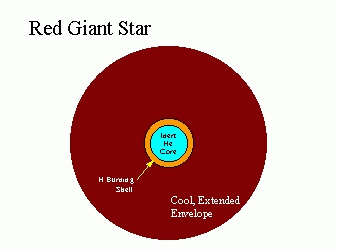 Red Giant Star
Inert
He
Core
H Burning
Shell
Cool, Extended
Envelope